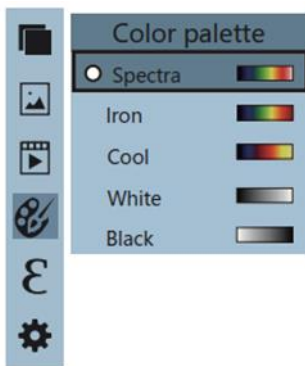 Color palette
Spectra
Iron
Cool
White
Black
ε